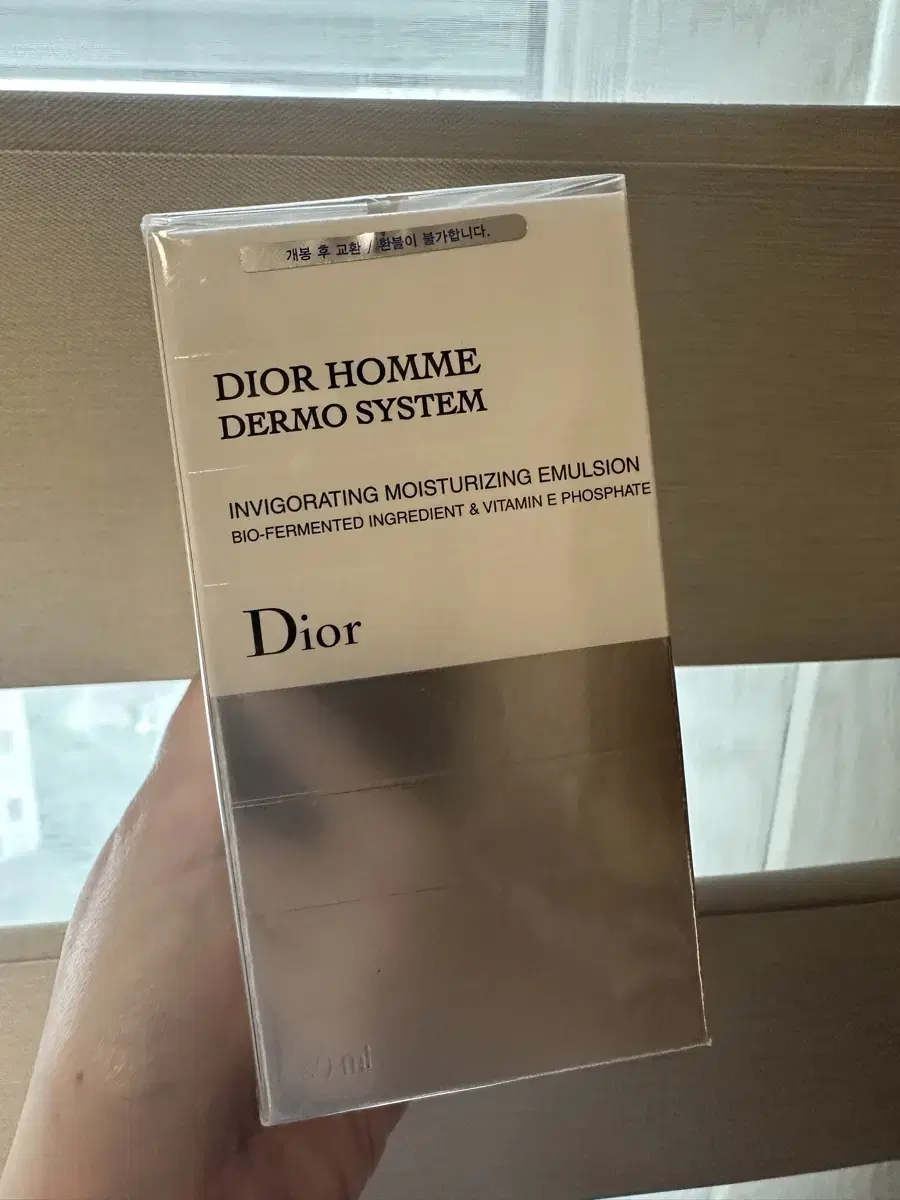 개봉 후 교환 / 환불이 불가합니다.
DIOR HOMME
DERMO SYSTEM
INVIGORATING MOISTURIZING EMULSION
BIO-FERMENTED INGREDIENT & VITAMIN E PHOSPHATE
Dior
ml